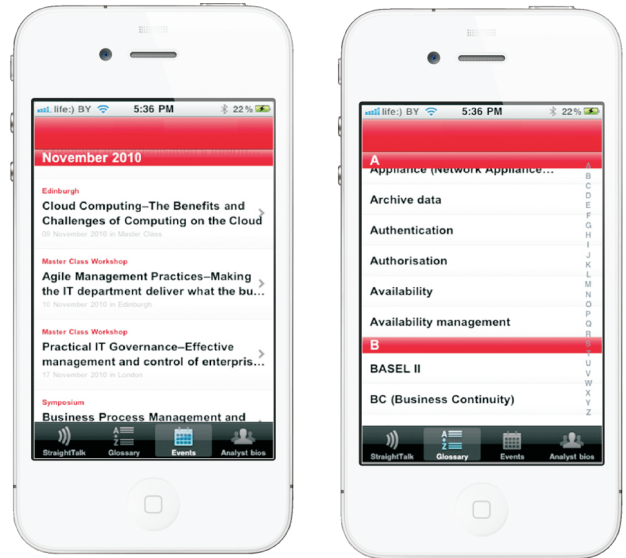 life:) BY 5:36 PM 22%
November 2010
Edinburgh
Cloud Computing–The Benefits and
Challenges of Computing on the Cloud
09 November 2010 in Master Class
Master Class Workshop
Agile Management Practices–Making
the IT department deliver what the bu...
10 November 2010 in Edinburgh
Master Class Workshop
Practical IT Governance–Effective
management and control of enterpris...
17 November 2010 in London
Symposium
Business Process Management and
StraightTalk Glossary Events Analyst bios
life:) BY 5:36 PM 22%
A
Appliance (Network Appliance...
Archive data
Authentication
Authorisation
Availability
Availability management
B
BASEL II
BC (Business Continuity)
A
B
C
D
E
F
G
H
I
J
K
L
M
N
O
P
Q
R
S
T
U
V
W
X
Y
Z
A
Z
StraightTalk Glossary Events Analyst bios